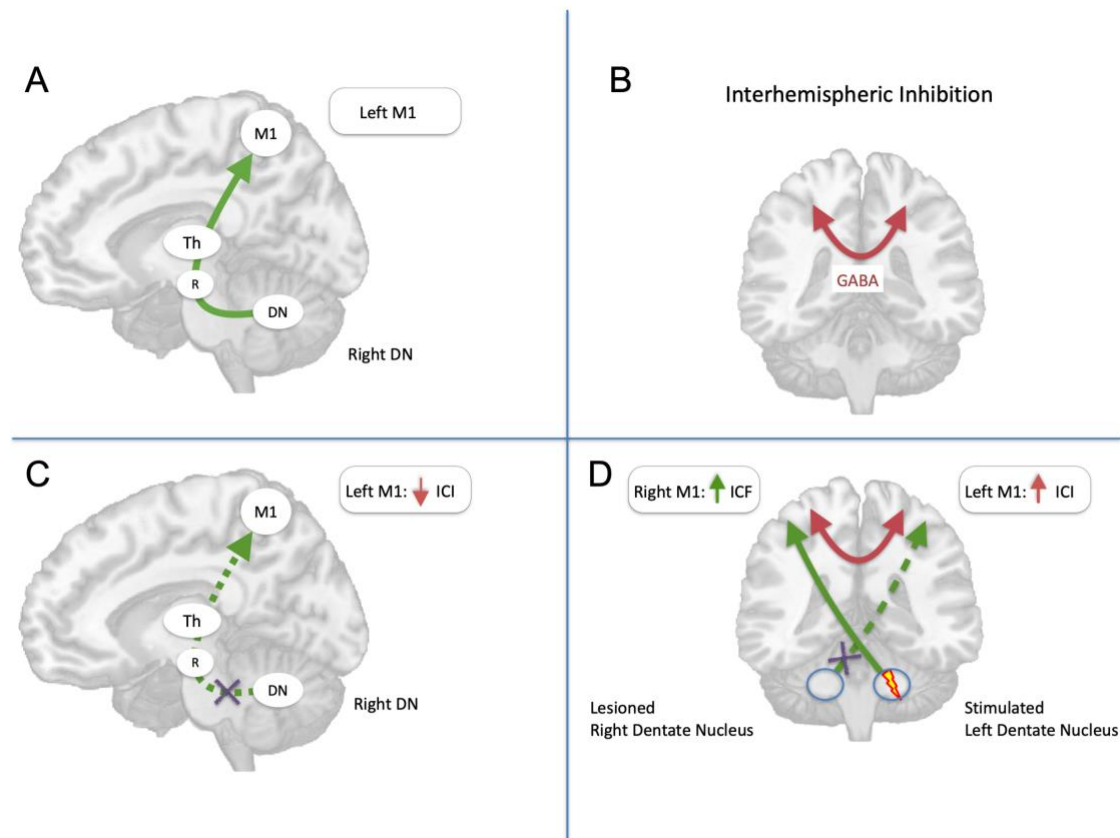 A
Left M1
M1
Th
R
DN
Right DN
B
Interhemispheric Inhibition
GABA
C
Left M1: ↓ ICI
M1
Th
R
DN
Right DN
D
Right M1: ↑ ICF
Left M1: ↑ ICI
Lesioned
Right Dentate Nucleus
Stimulated
Left Dentate Nucleus